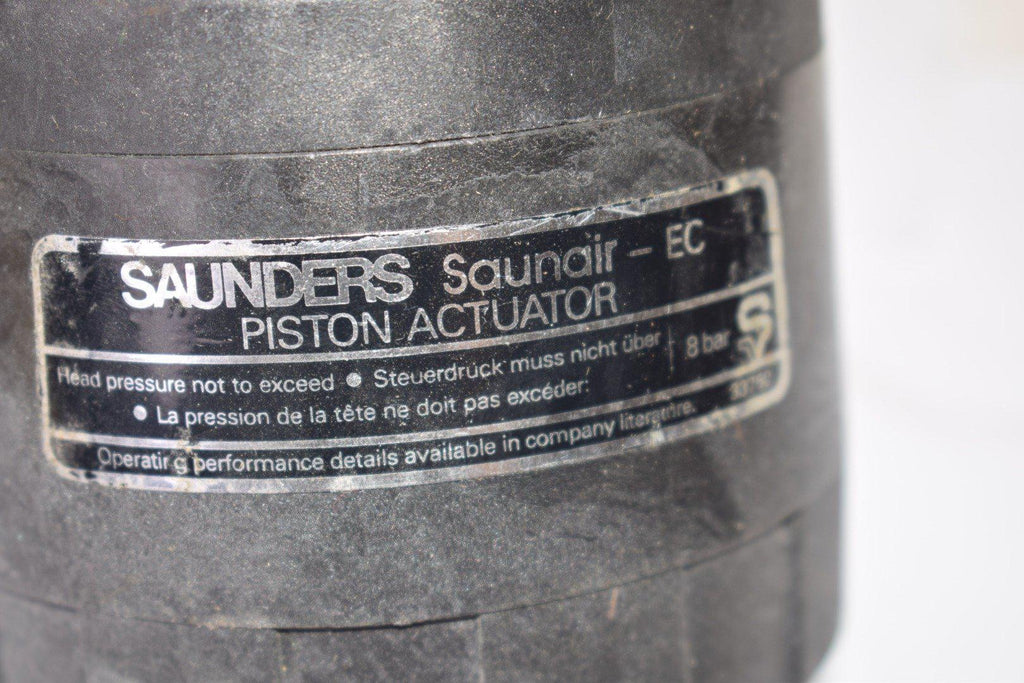 SAUNDERS Saunair - EC
PISTON ACTUATOR
Head pressure not to exceed • Steuerdruck muss nicht über
• La pression de la tête ne doit pas excéder:
8 bar
S
Operating performance details available in company literature.